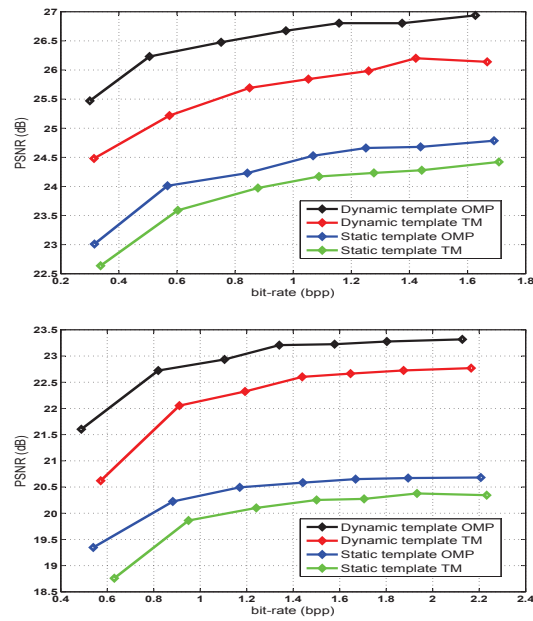 27
26.5
26
25.5
25
24.5
24
23.5
23
22.5
PSNR (dB)
0.2 0.4 0.6 0.8 1 1.2 1.4 1.6 1.8
bit-rate (bpp)
Dynamic template OMP
Dynamic template TM
Static template OMP
Static template TM
23.5
23
22.5
22
21.5
21
20.5
20
19.5
19
18.5
PSNR (dB)
0.4 0.6 0.8 1 1.2 1.4 1.6 1.8 2 2.2 2.4
bit-rate (bpp)
Dynamic template OMP
Dynamic template TM
Static template OMP
Static template TM